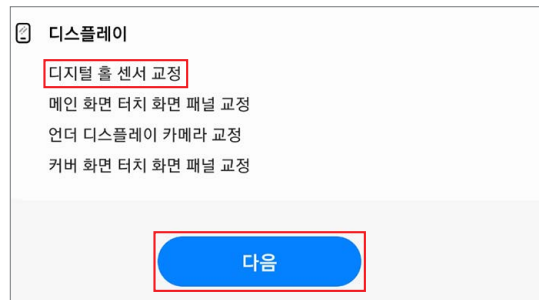 디스플레이
디지털 홀 센서 교정
메인 화면 터치 화면 패널 교정
언더 디스플레이 카메라 교정
커버 화면 터치 화면 패널 교정
다음